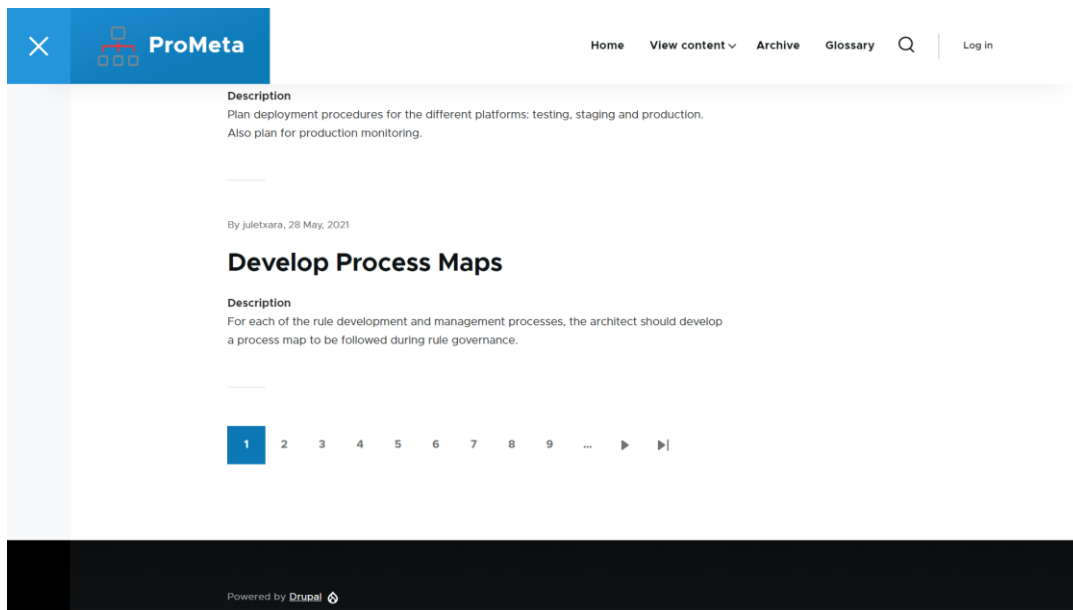 ProMeta
Home View content Archive Glossary Log in
Description
Plan deployment procedures for the different platforms: testing, staging and production.
Also plan for production monitoring.
By juletxara, 28 May, 2021
Develop Process Maps
Description
For each of the rule development and management processes, the architect should develop
a process map to be followed during rule governance.
1 2 3 4 5 6 7 8 9 ...
Powered by Drupal